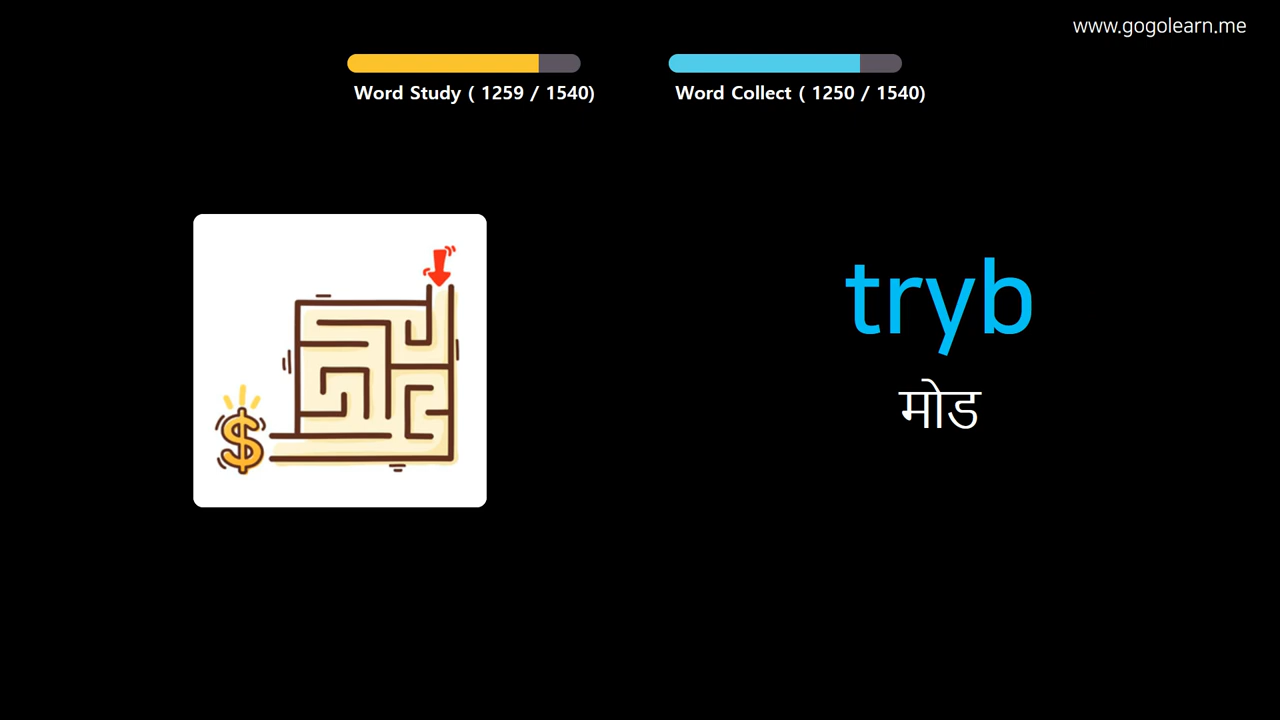 www.gogolearn.me
Word Study ( 1259 / 1540)
Word Collect ( 1250 / 1540)
tryb
मोड
$